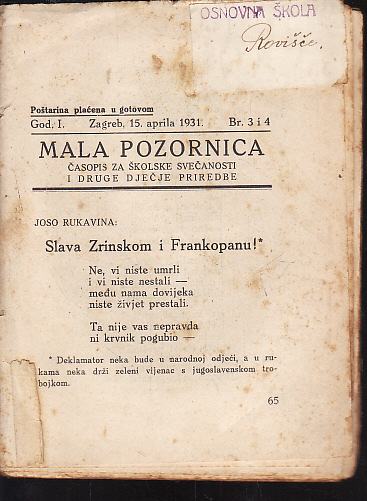 OSNOVNA ŠKOLA
Rovišće.
Poštarina plaćena u gotovom
God. I. Zagreb, 15. aprila 1931. Br. 3 i 4
MALA POZORNICA
ČASOPIS ZA ŠKOLSKE SVEČANOSTI
I DRUGE DJEČJE PRIREDBE
JOSO RUKAVINA:
Slava Zrinskom i Frankopanu!*
Ne, vi niste umrli
i vi niste nestali —
među nama dovijeka
niste živjet prestali.
Ta nije vas nepravda
ni krvnik pogubio —
* Deklamator neka bude u narodnoj odjeći, a u ru-
kama neka drži zeleni vijenac s jugoslavenskom tro-
bojkom.
65